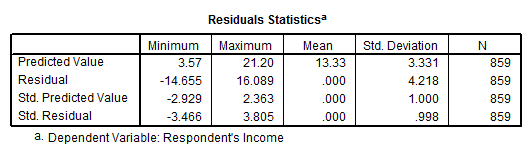 Residuals Statisticsa
Minimum Maximum Mean Std. Deviation N
Predicted Value 3.57 21.20 13.33 3.331 859
Residual -14.655 16.089 .000 4.218 859
Std. Predicted Value -2.929 2.363 .000 1.000 859
Std. Residual -3.466 3.805 .000 .998 859
a. Dependent Variable: Respondent's Income